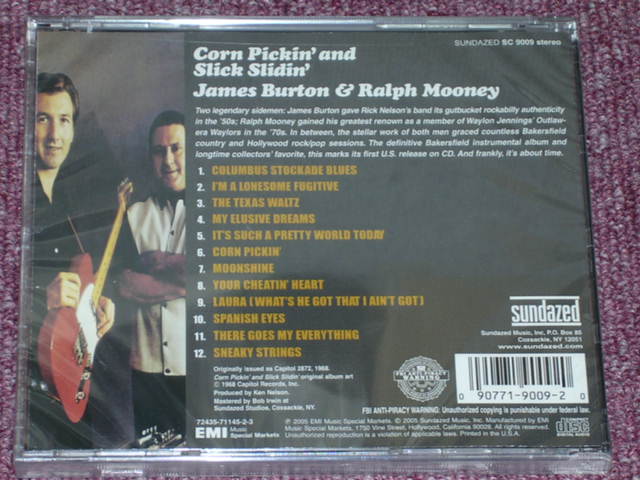 SUNDAZED SC 9009 stereo
Corn Pickin' and
Slick Slidin'
James Burton & Ralph Mooney
Two legendary sidemen: James Burton gave Rick Nelson's band its gutbucket rockabilly authenticity
in the '50s; Ralph Mooney gained his greatest renown as a member of Waylon Jennings' Outlaw-
era Waylors in the '70s. In between, the stellar work of both men graced countless Bakersfield
country and Hollywood rock/pop sessions. The definitive Bakersfield instrumental album and
longtime collectors' favorite, this marks its first U.S. release on CD. And frankly, it's about time.
1. COLUMBUS STOCKADE BLUES
2. I'M A LONESOME FUGITIVE
3. THE TEXAS WALTZ
4. MY ELUSIVE DREAMS
5. IT'S SUCH A PRETTY WORLD TODAY
6. CORN PICKIN'
7. MOONSHINE
8. YOUR CHEATIN' HEART
9. LAURA (WHAT'S HE GOT THAT I AIN'T GOT)
10. SPANISH EYES
11. THERE GOES MY EVERYTHING
12. SNEAKY STRINGS
sundazed
Sundazed Music, Inc. P.O. Box 85
Coxsackie, NY 12051
www.sundazed.com
Originally issued as Capitol 2872, 1968.
Corn Pickin' and Slick Slidin' original album art
© 1968 Capitol Records, Inc.
Produced by Ken Nelson.
Mastered by Bob Irwin at
Sundazed Studios, Coxsackie, NY.
FBI ANTI-PIRACY
WARNING
0 90771-9009-2 0
FBI ANTI-PIRACY WARNING: Unauthorized copying is punishable under federal law.
72435-71145-2-3
EMI Music
Special Markets
℗ 2005 EMI Music Special Markets. © 2005 Sundazed Music, Inc. Manufactured by EMI
Music Special Markets, 1750 Vine Street, Hollywood, California 90028. All rights reserved.
Unauthorized reproduction is a violation of applicable laws. Printed in the U.S.A.
COMPACT
disc
DIGITAL AUDIO